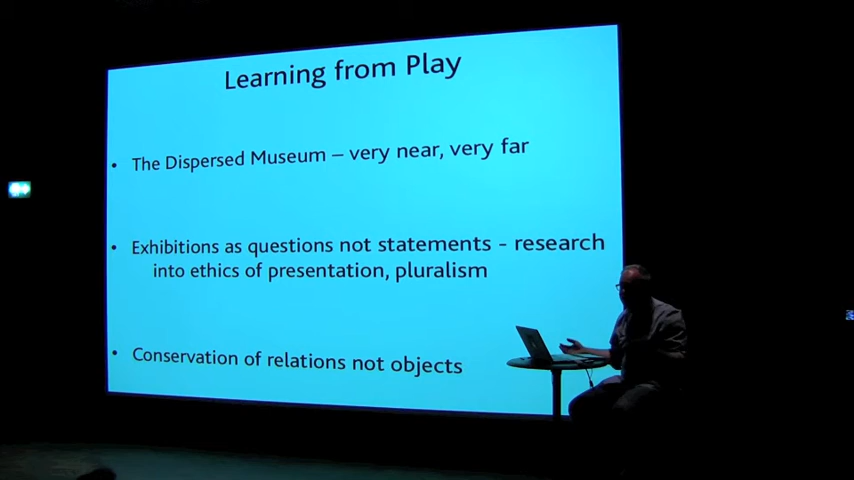 Learning from Play
• The Dispersed Museum – very near, very far
• Exhibitions as questions not statements - research
into ethics of presentation, pluralism
• Conservation of relations not objects